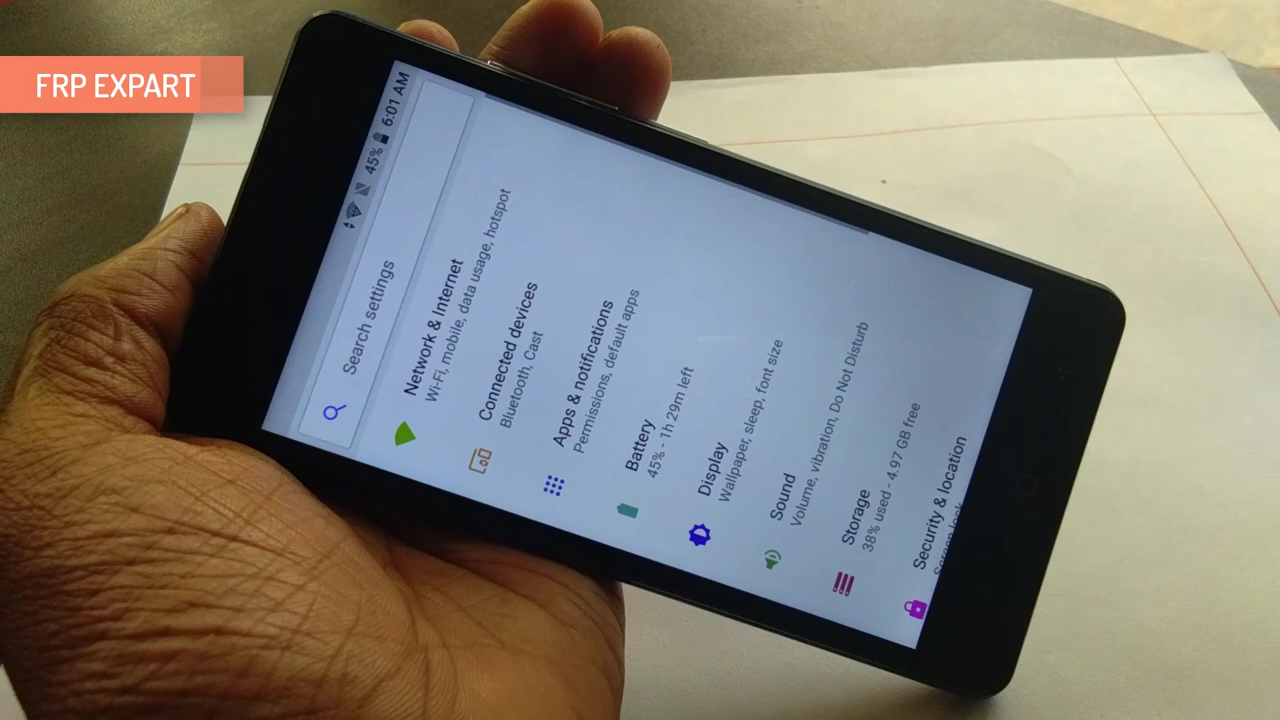 FRP EXPART
45% 6:01 AM
Search settings
Network & Internet
Wi-Fi, mobile, data usage, hotspot
Connected devices
Bluetooth, Cast
Apps & notifications
Permissions, default apps
Battery
45% - 1h 29m left
Display
Wallpaper, sleep, font size
Sound
Volume, vibration, Do Not Disturb
Storage
38% used - 4.97 GB free
Security & location
Screen lock